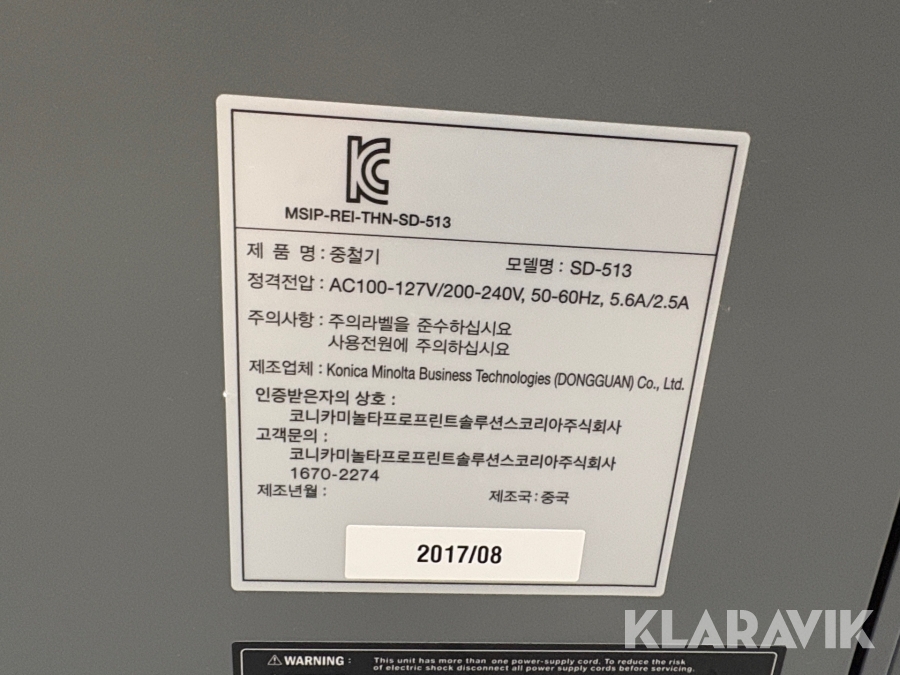 KC
MSIP-REI-THN-SD-513
제 품 명 : 중철기 모델명 : SD-513
정격전압 : AC100-127V/200-240V, 50-60Hz, 5.6A/2.5A
주의사항 : 주의라벨을 준수하십시요
사용전원에 주의하십시요
제조업체 : Konica Minolta Business Technologies (DONGGUAN) Co., Ltd.
인증받은자의 상호 :
코니카미놀타프로프린트솔루션스코리아주식회사
고객문의 :
코니카미놀타프로프린트솔루션스코리아주식회사
1670-2274
제조년월 : 제조국 : 중국
2017/08
KLARAVIK
WARNING : This unit has more than one power-supply cord. To reduce the risk
of electric shock disconnect all power supply cords before servicing.